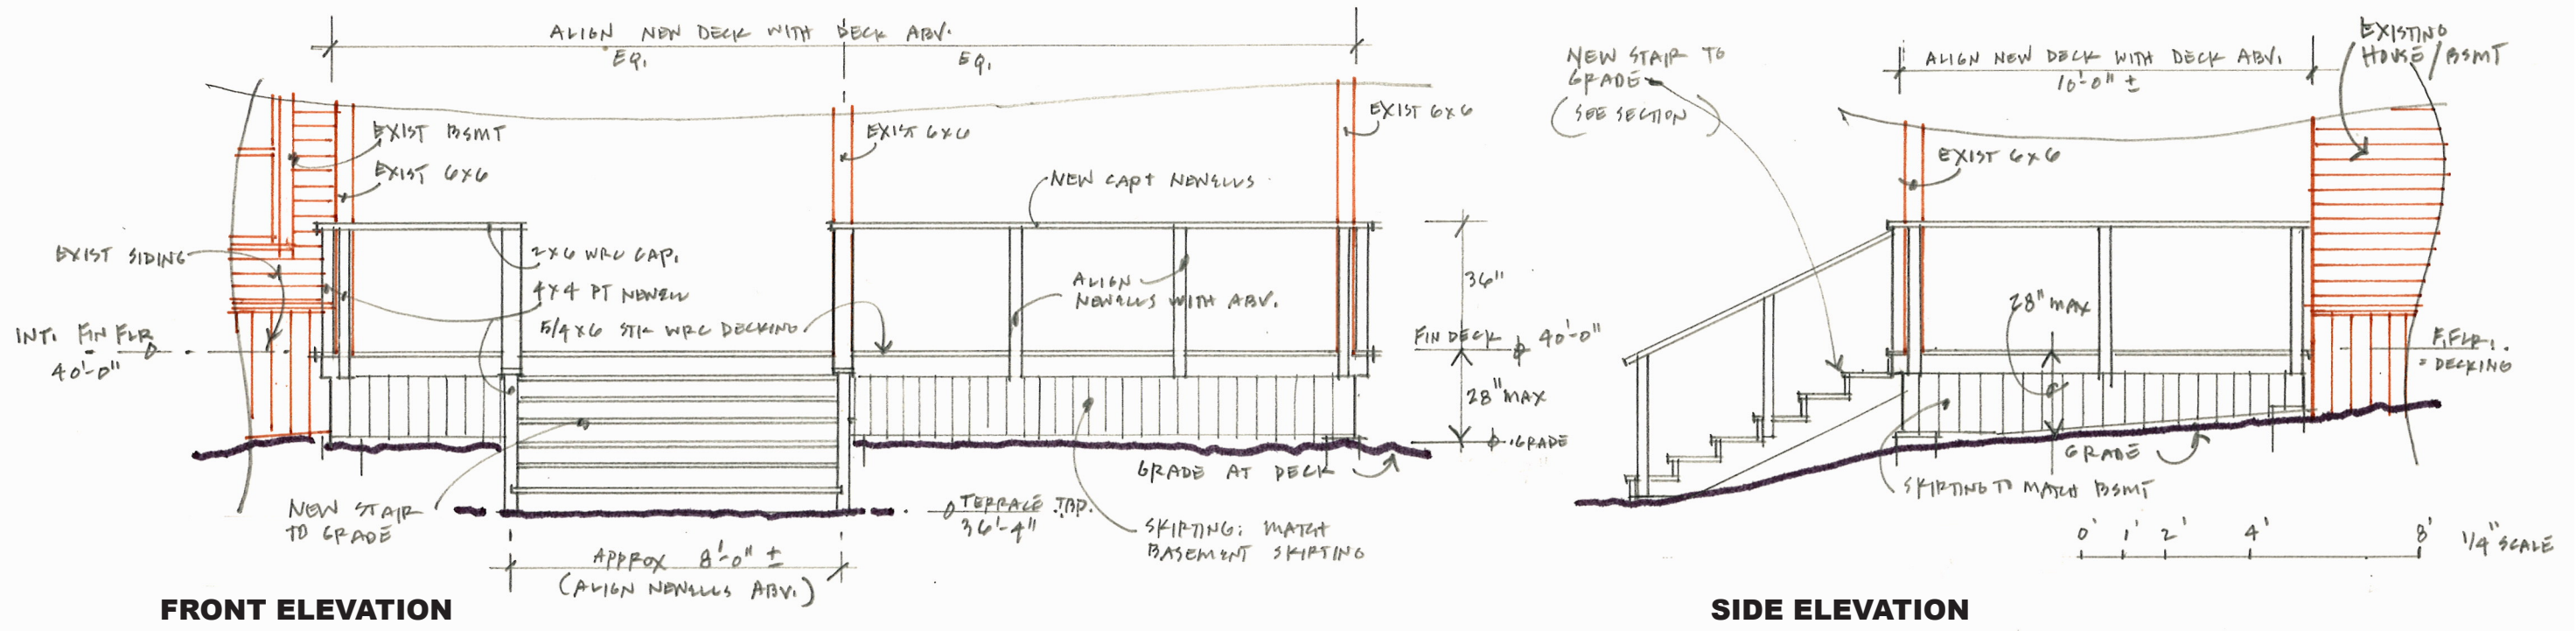 ALIGN NEW DECK WITH DECK ABV.
EQ.
EQ.
EXIST BSMT
EXIST 6x6
EXIST 6x6
EXIST 6x6
NEW CAP + NEWELLS
EXIST SIDING
2x6 WRC CAP.
4x4 PT NEWELL
5/4x6 STK WRC DECKING
ALIGN
NEWELLS WITH ABV.
INT. FIN FLR
40'-0"
36"
FIN DECK
40'-0"
28" MAX
GRADE
GRADE AT DECK
NEW STAIR
TO GRADE
TERRACE TBD.
36'-4"
SKIRTING: MATCH
BASEMENT SKIRTING
APPROX 8'-0" ±
(ALIGN NEWELLS ABV.)
FRONT ELEVATION
NEW STAIR TO
GRADE
(SEE SECTION)
ALIGN NEW DECK WITH DECK ABV.
10'-0" ±
EXISTING
HOUSE/BSMT
EXIST 6x6
28" MAX
F.FLR.
= DECKING
GRADE
SKIRTING TO MATCH BSMT
0' 1' 2' 4' 8' 1/4" SCALE
SIDE ELEVATION